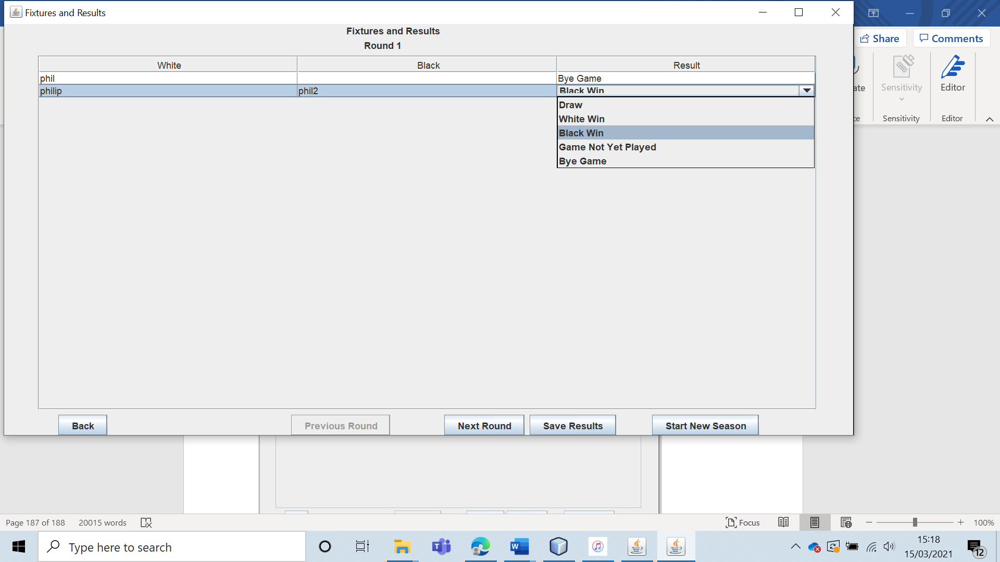 Fixtures and Results
Fixtures and Results
Round 1
White Black Result
phil Bye Game
philip phil2 Black Win
Draw
White Win
Black Win
Game Not Yet Played
Bye Game
Back Previous Round Next Round Save Results Start New Season
Share Comments
ate Sensitivity Editor
ce Sensitivity Editor
Page 187 of 188 20015 words Focus 100%
Type here to search
15:18
15/03/2021
12